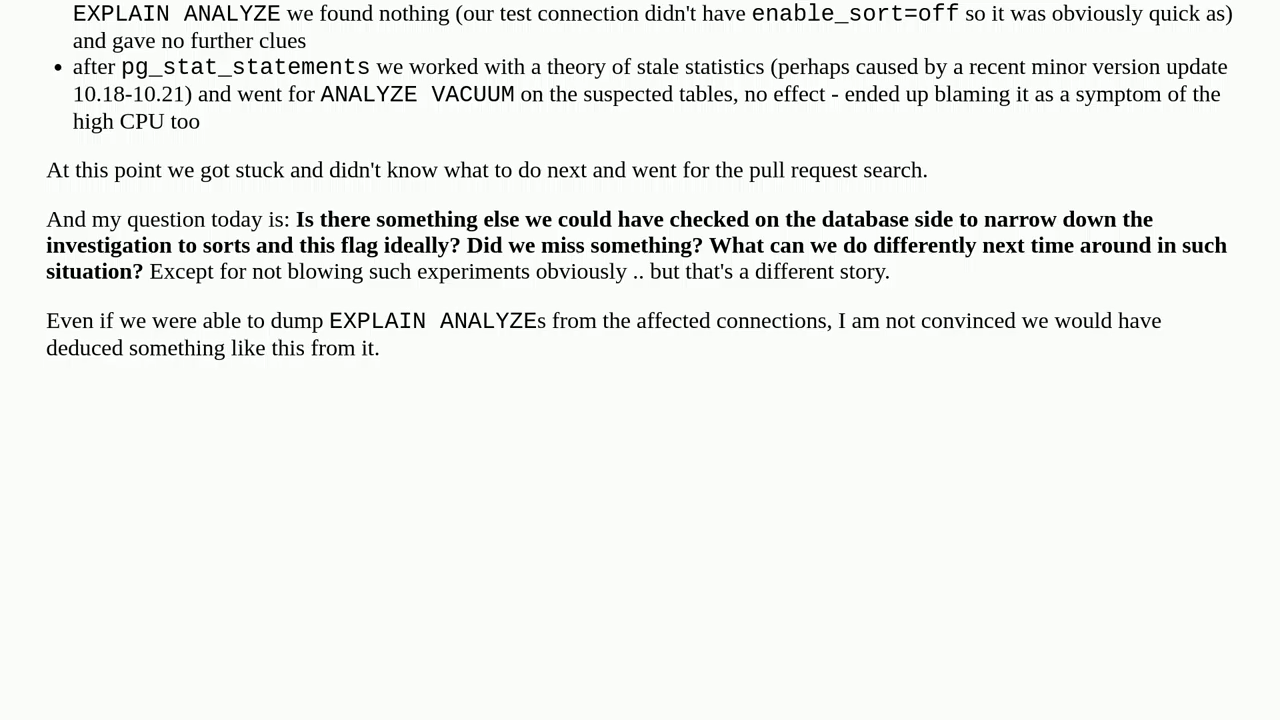 EXPLAIN ANALYZE we found nothing (our test connection didn't have enable_sort=off so it was obviously quick as)
and gave no further clues
• after pg_stat_statements we worked with a theory of stale statistics (perhaps caused by a recent minor version update
10.18-10.21) and went for ANALYZE VACUUM on the suspected tables, no effect - ended up blaming it as a symptom of the
high CPU too
At this point we got stuck and didn't know what to do next and went for the pull request search.
And my question today is: Is there something else we could have checked on the database side to narrow down the
investigation to sorts and this flag ideally? Did we miss something? What can we do differently next time around in such
situation? Except for not blowing such experiments obviously .. but that's a different story.
Even if we were able to dump EXPLAIN ANALYZEs from the affected connections, I am not convinced we would have
deduced something like this from it.